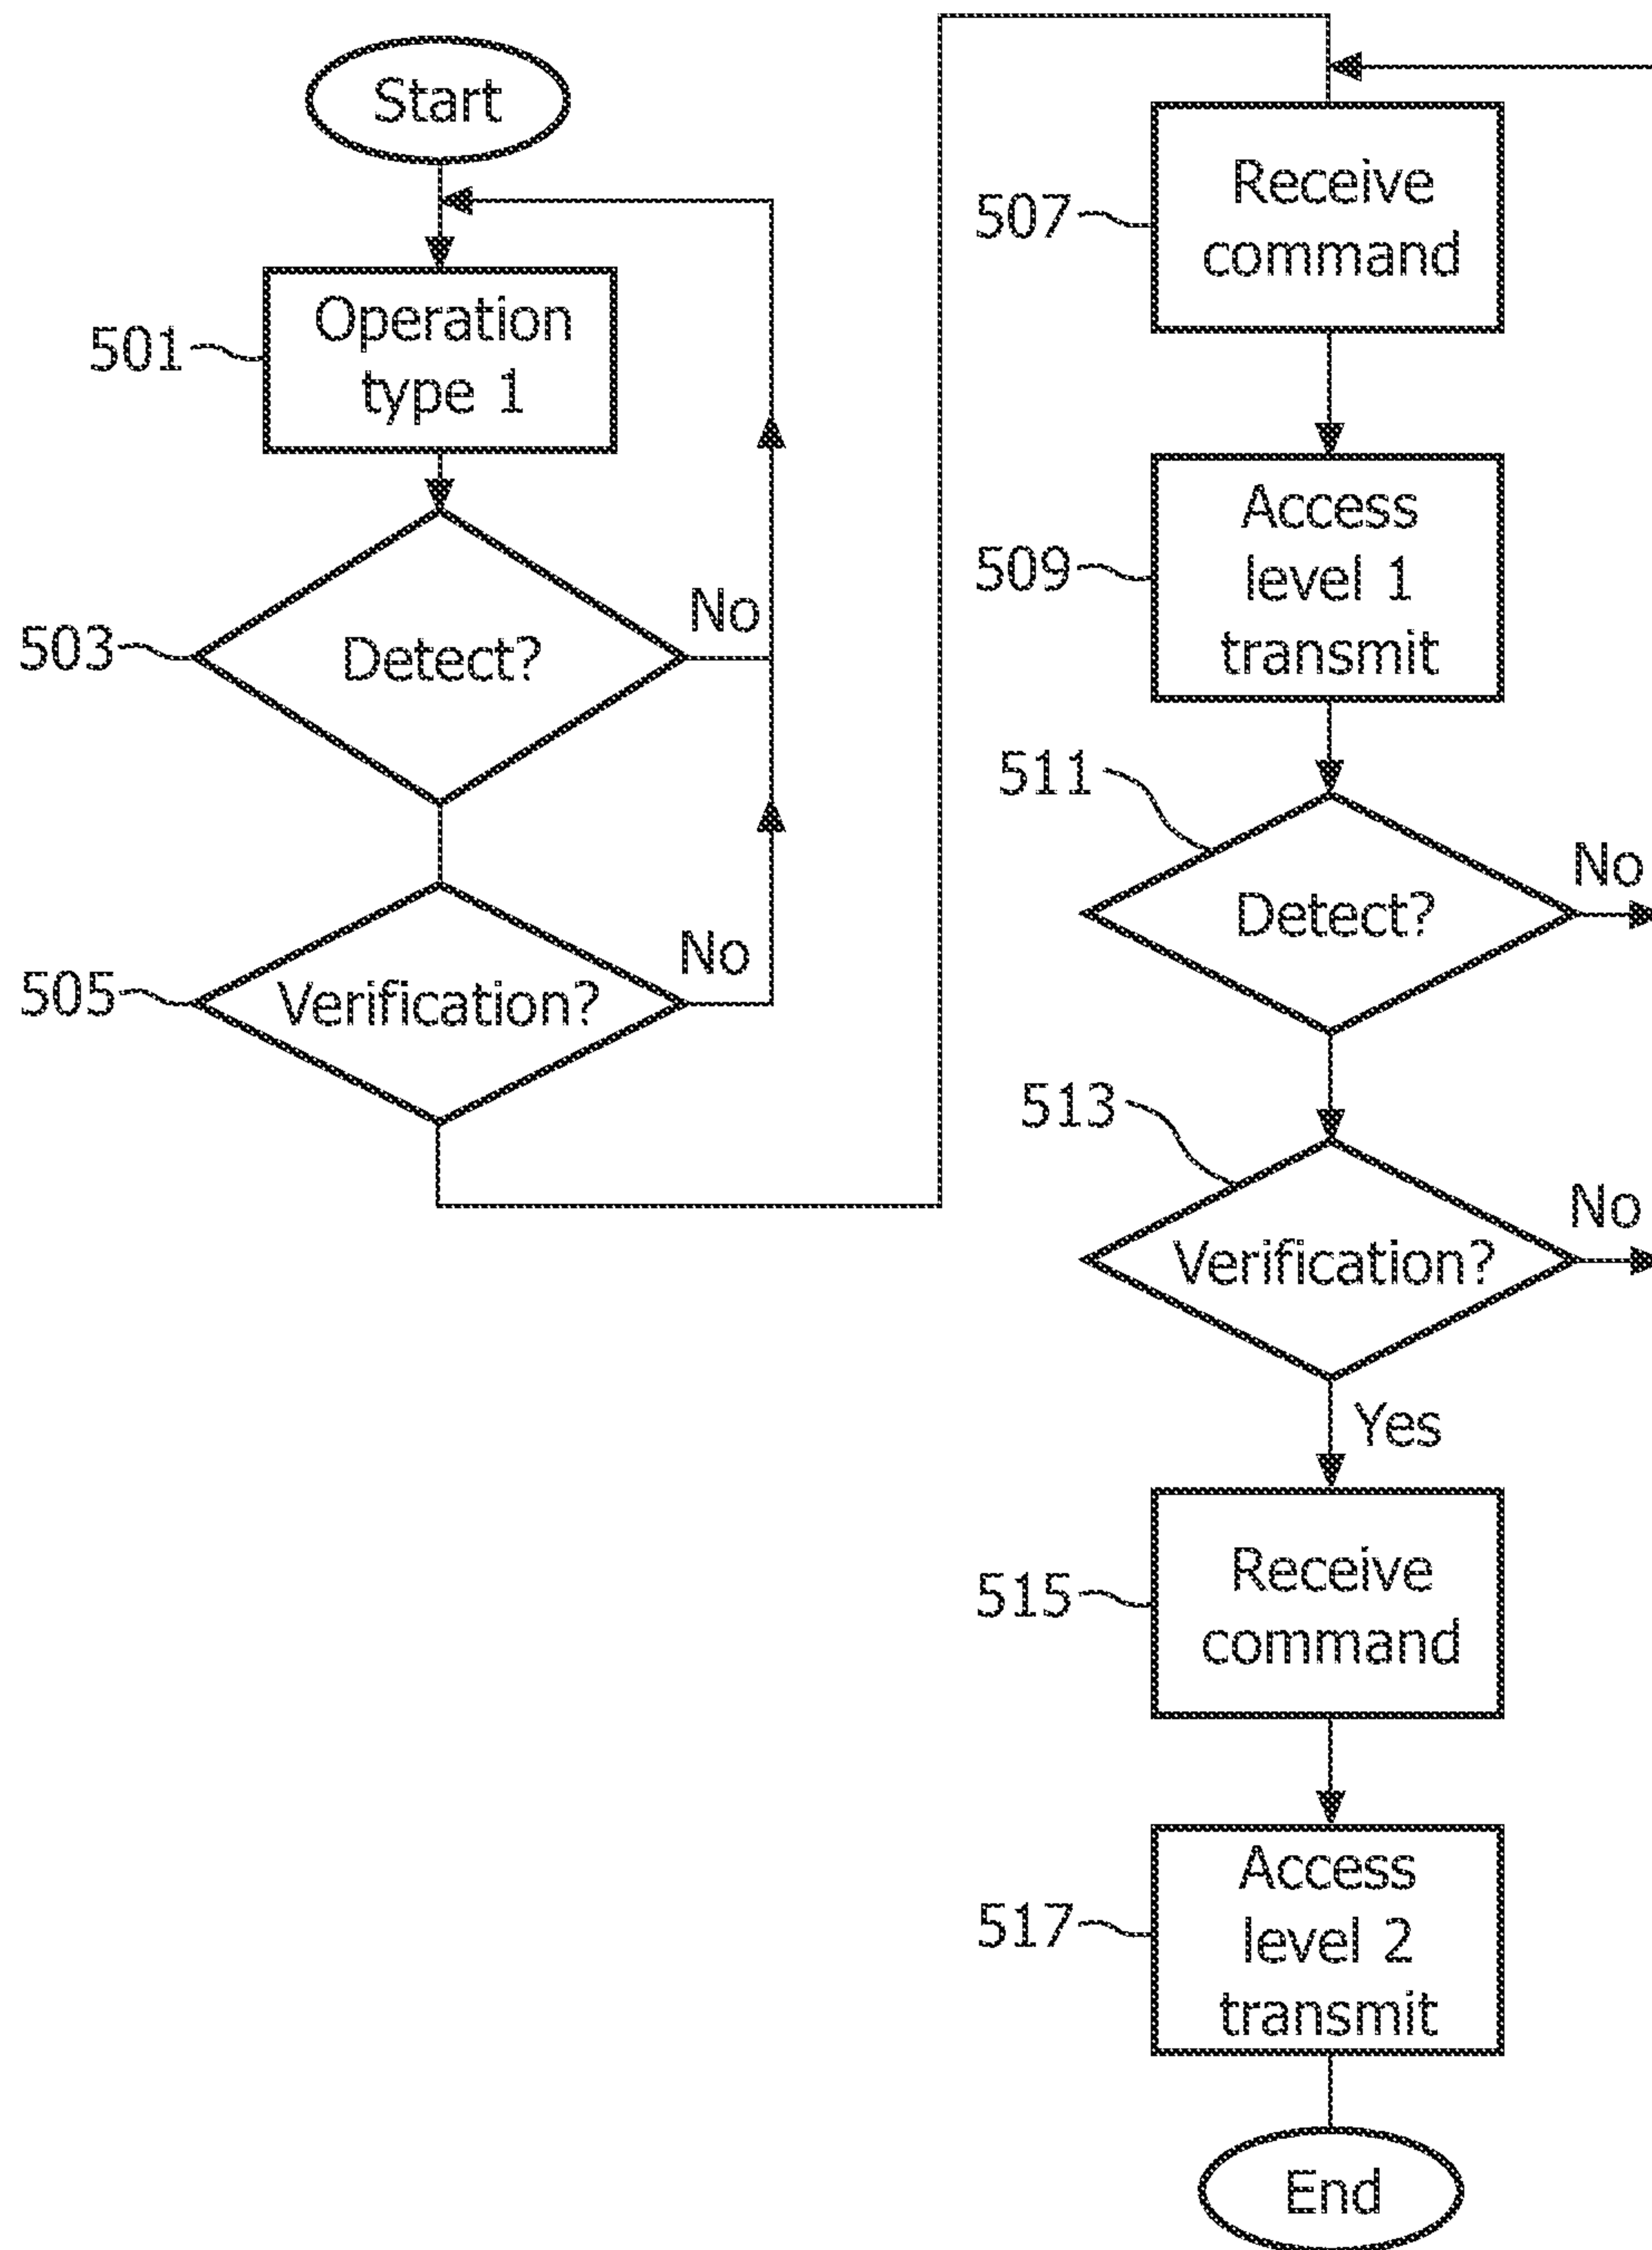 Start
501
Operation
type 1
503
Detect?
No
505
Verification?
No
507
Receive
command
509
Access
level 1
transmit
511
Detect?
No
513
Verification?
No
Yes
515
Receive
command
517
Access
level 2
transmit
End